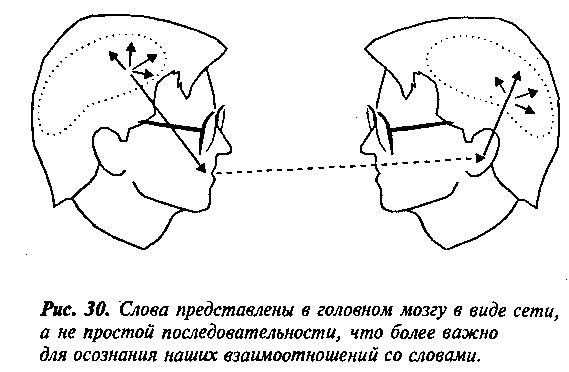 Рис. 30. Слова представлены в головном мозгу в виде сети,
а не простой последовательности, что более важно
для осознания наших взаимоотношений со словами.